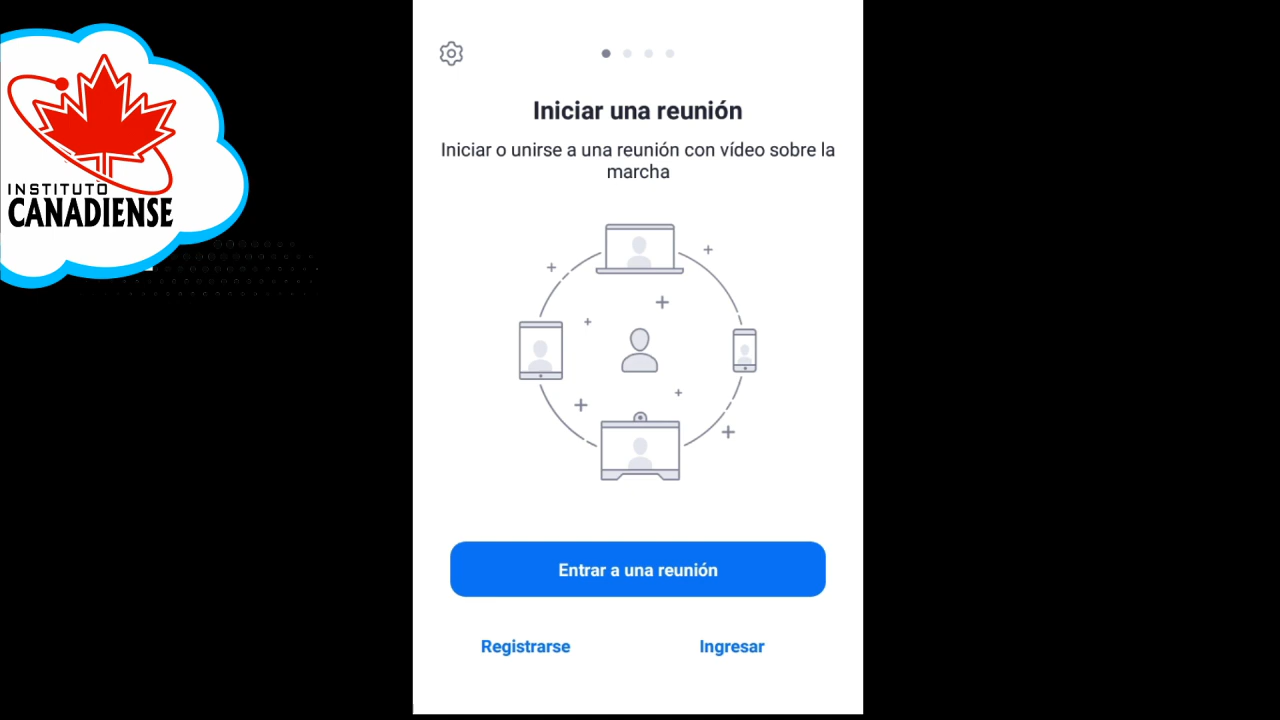 INSTITUTO
CANADIENSE
Iniciar una reunión
Iniciar o unirse a una reunión con vídeo sobre la
marcha
Entrar a una reunión
Registrarse
Ingresar